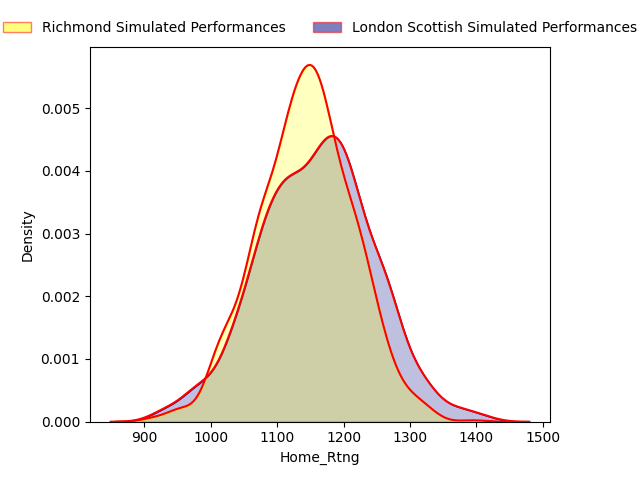 Richmond Simulated Performances London Scottish Simulated Performances
0.005
0.004
0.003
0.002
0.001
0.000
Density
900 1000 1100 1200 1300 1400 1500
Home_Rtng